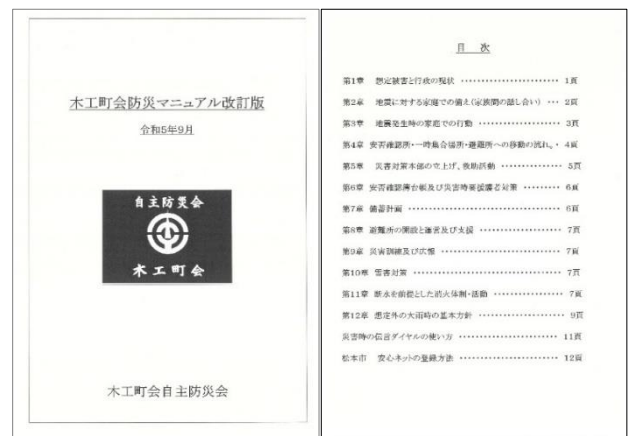 木工町会防災マニュアル改訂版
令和5年9月
自主防災会
木工町会
木工町会自主防災会
目 次
第1章 想定被害と行政の現状 ························ 1頁
第2章 地震に対する家庭での備え(家族間の話し合い) ··· 2頁
第3章 地震発生時の家庭での行動 ···················· 3頁
第4章 安否確認所・一時集合場所・避難所への移動の流れ。・ 4頁
第5章 災害対策本部の立上げ、救助活動 ··············· 5頁
第6章 安否確認簿台帳及び災害時要援護者対策 ········· 6頁
第7章 備蓄計画 ··································· 6頁
第8章 避難所の開設と運営及び支援 ·················· 7頁
第9章 災害訓練及び広報 ··························· 7頁
第10章 雪害対策 ·································· 7頁
第11章 断水を前提とした消火体制・活動 ················ 7頁
第12章 想定外の大雨時の基本方針 ··················· 9頁
災害時の伝言ダイヤルの使い方 ······················ 11頁
松本市 安心ネットの登録方法 ························ 12頁